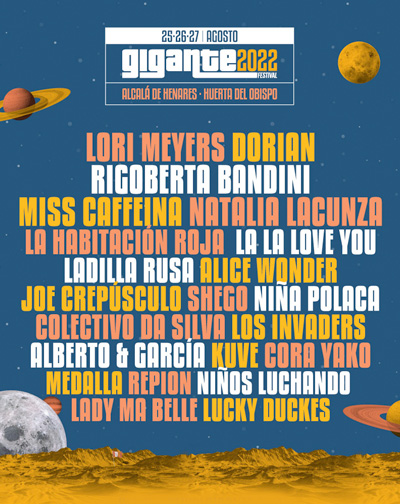 25-26-27 | AGOSTO
gigante2022
FESTIVAL
ALCALÁ DE HENARES · HUERTA DEL OBISPO
LORI MEYERS DORIAN
RIGOBERTA BANDINI
MISS CAFFEINA NATALIA LACUNZA
LA HABITACIÓN ROJA LA LA LOVE YOU
LADILLA RUSA ALICE WONDER
JOE CREPÚSCULO SHEGO NIÑA POLACA
COLECTIVO DA SILVA LOS INVADERS
ALBERTO & GARCÍA KUVE CORA YAKO
MEDALLA REPION NIÑOS LUCHANDO
LADY MA BELLE LUCKY DUCKES